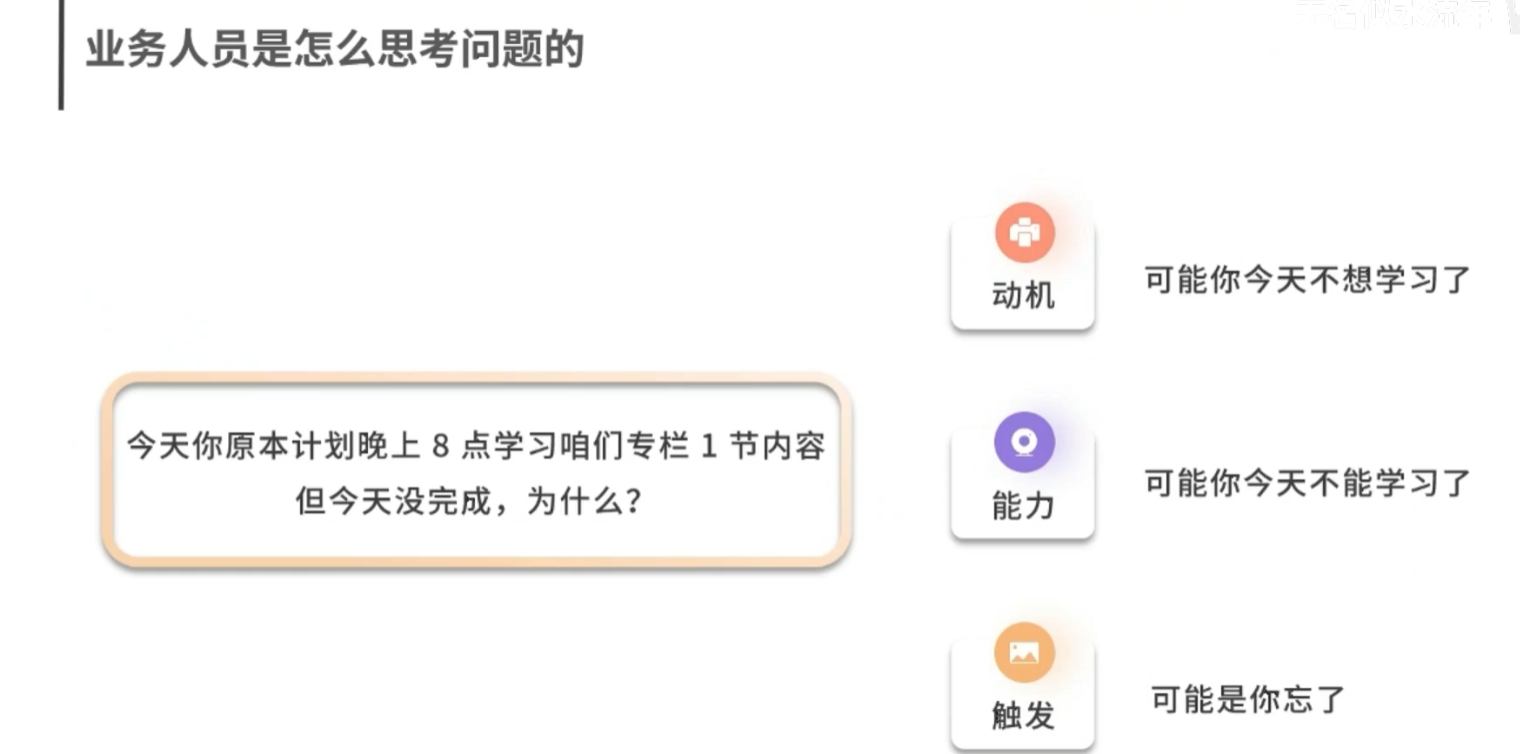 业务人员是怎么思考问题的
动机
可能你今天不想学习了
今天你原本计划晚上 8 点学习咱们专栏 1 节内容
但今天没完成，为什么？
能力
可能你今天不能学习了
触发
可能是你忘了